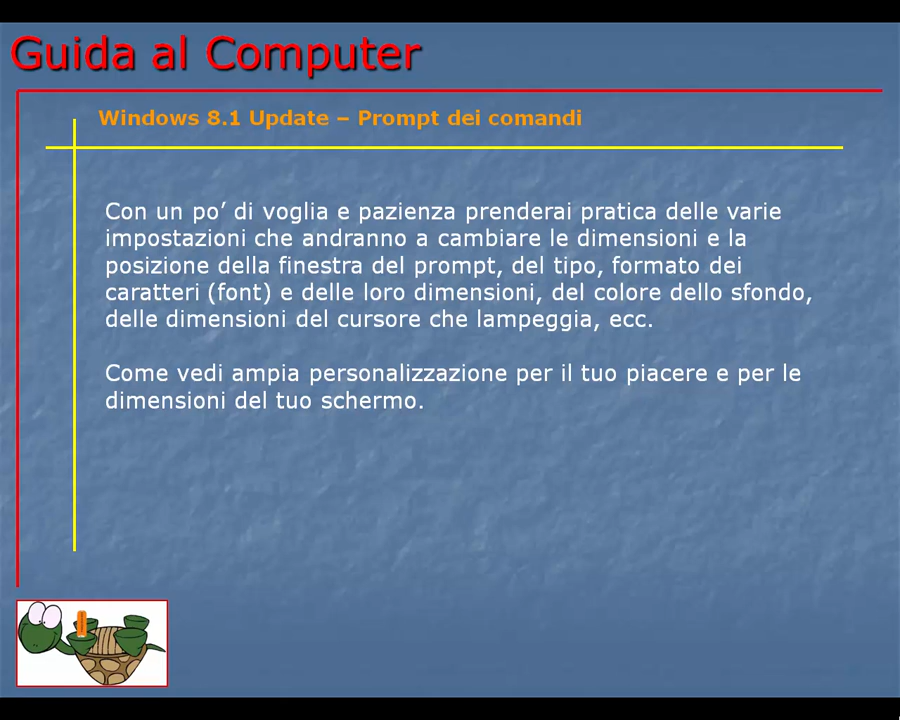 Guida al Computer
Windows 8.1 Update – Prompt dei comandi
Con un po’ di voglia e pazienza prenderai pratica delle varie
impostazioni che andranno a cambiare le dimensioni e la
posizione della finestra del prompt, del tipo, formato dei
caratteri (font) e delle loro dimensioni, del colore dello sfondo,
delle dimensioni del cursore che lampeggia, ecc.
Come vedi ampia personalizzazione per il tuo piacere e per le
dimensioni del tuo schermo.